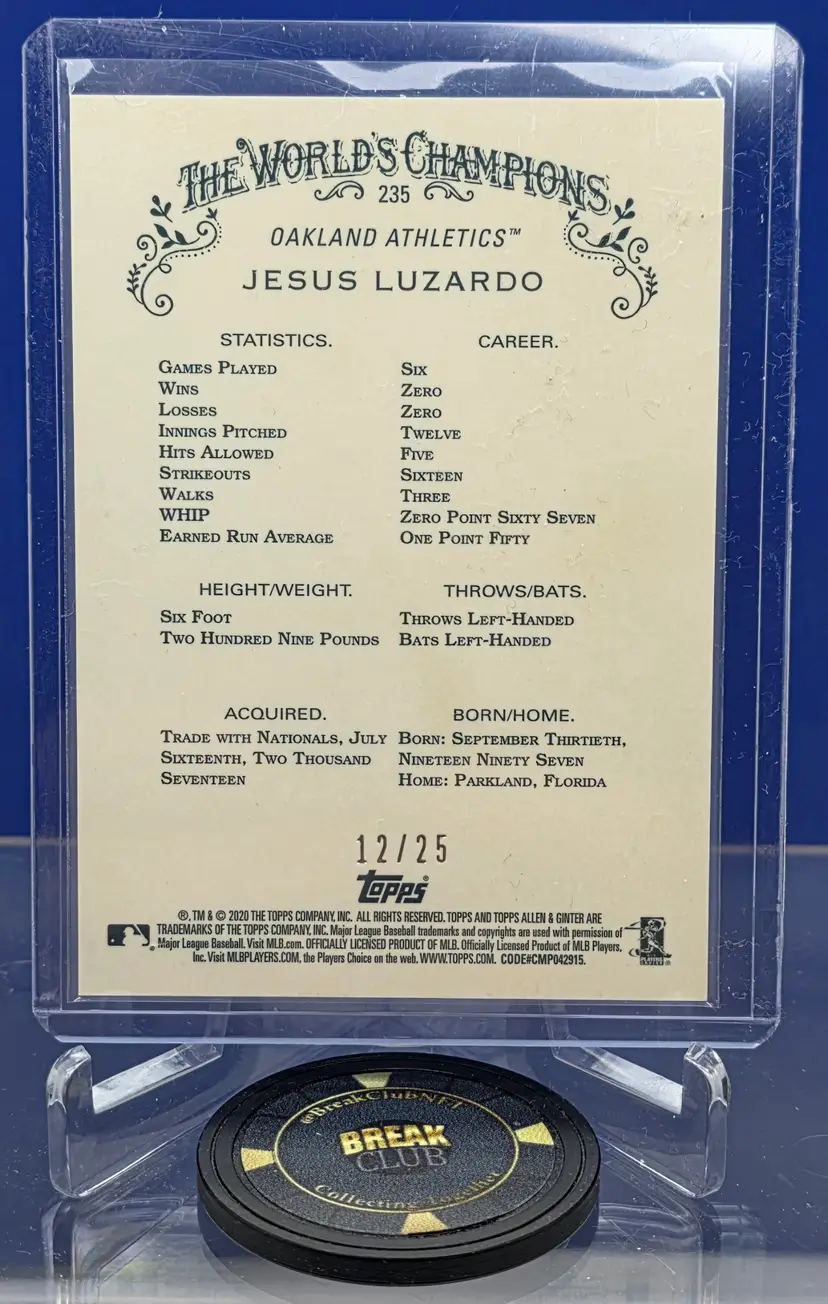 THE WORLD'S CHAMPIONS
235
OAKLAND ATHLETICS™
JESUS LUZARDO
STATISTICS. CAREER.
GAMES PLAYED SIX
WINS ZERO
LOSSES ZERO
INNINGS PITCHED TWELVE
HITS ALLOWED FIVE
STRIKEOUTS SIXTEEN
WALKS THREE
WHIP ZERO POINT SIXTY SEVEN
EARNED RUN AVERAGE ONE POINT FIFTY
HEIGHT/WEIGHT. THROWS/BATS.
SIX FOOT THROWS LEFT-HANDED
TWO HUNDRED NINE POUNDS BATS LEFT-HANDED
ACQUIRED. BORN/HOME.
TRADE WITH NATIONALS, JULY BORN: SEPTEMBER THIRTIETH,
SIXTEENTH, TWO THOUSAND NINETEEN NINETY SEVEN
SEVENTEEN HOME: PARKLAND, FLORIDA
12/25
topps®
®, TM & © 2020 THE TOPPS COMPANY, INC. ALL RIGHTS RESERVED. TOPPS AND TOPPS ALLEN & GINTER ARE
TRADEMARKS OF THE TOPPS COMPANY, INC. Major League Baseball trademarks and copyrights are used with permission of
Major League Baseball. Visit MLB.com. OFFICIALLY LICENSED PRODUCT OF MLB. Officially Licensed Product of MLB Players,
Inc. Visit MLBPLAYERS.COM, the Players Choice on the web. WWW.TOPPS.COM. CODE#CMP042915.
@BreakClubNFT
BREAK
CLUB
Collecting Together